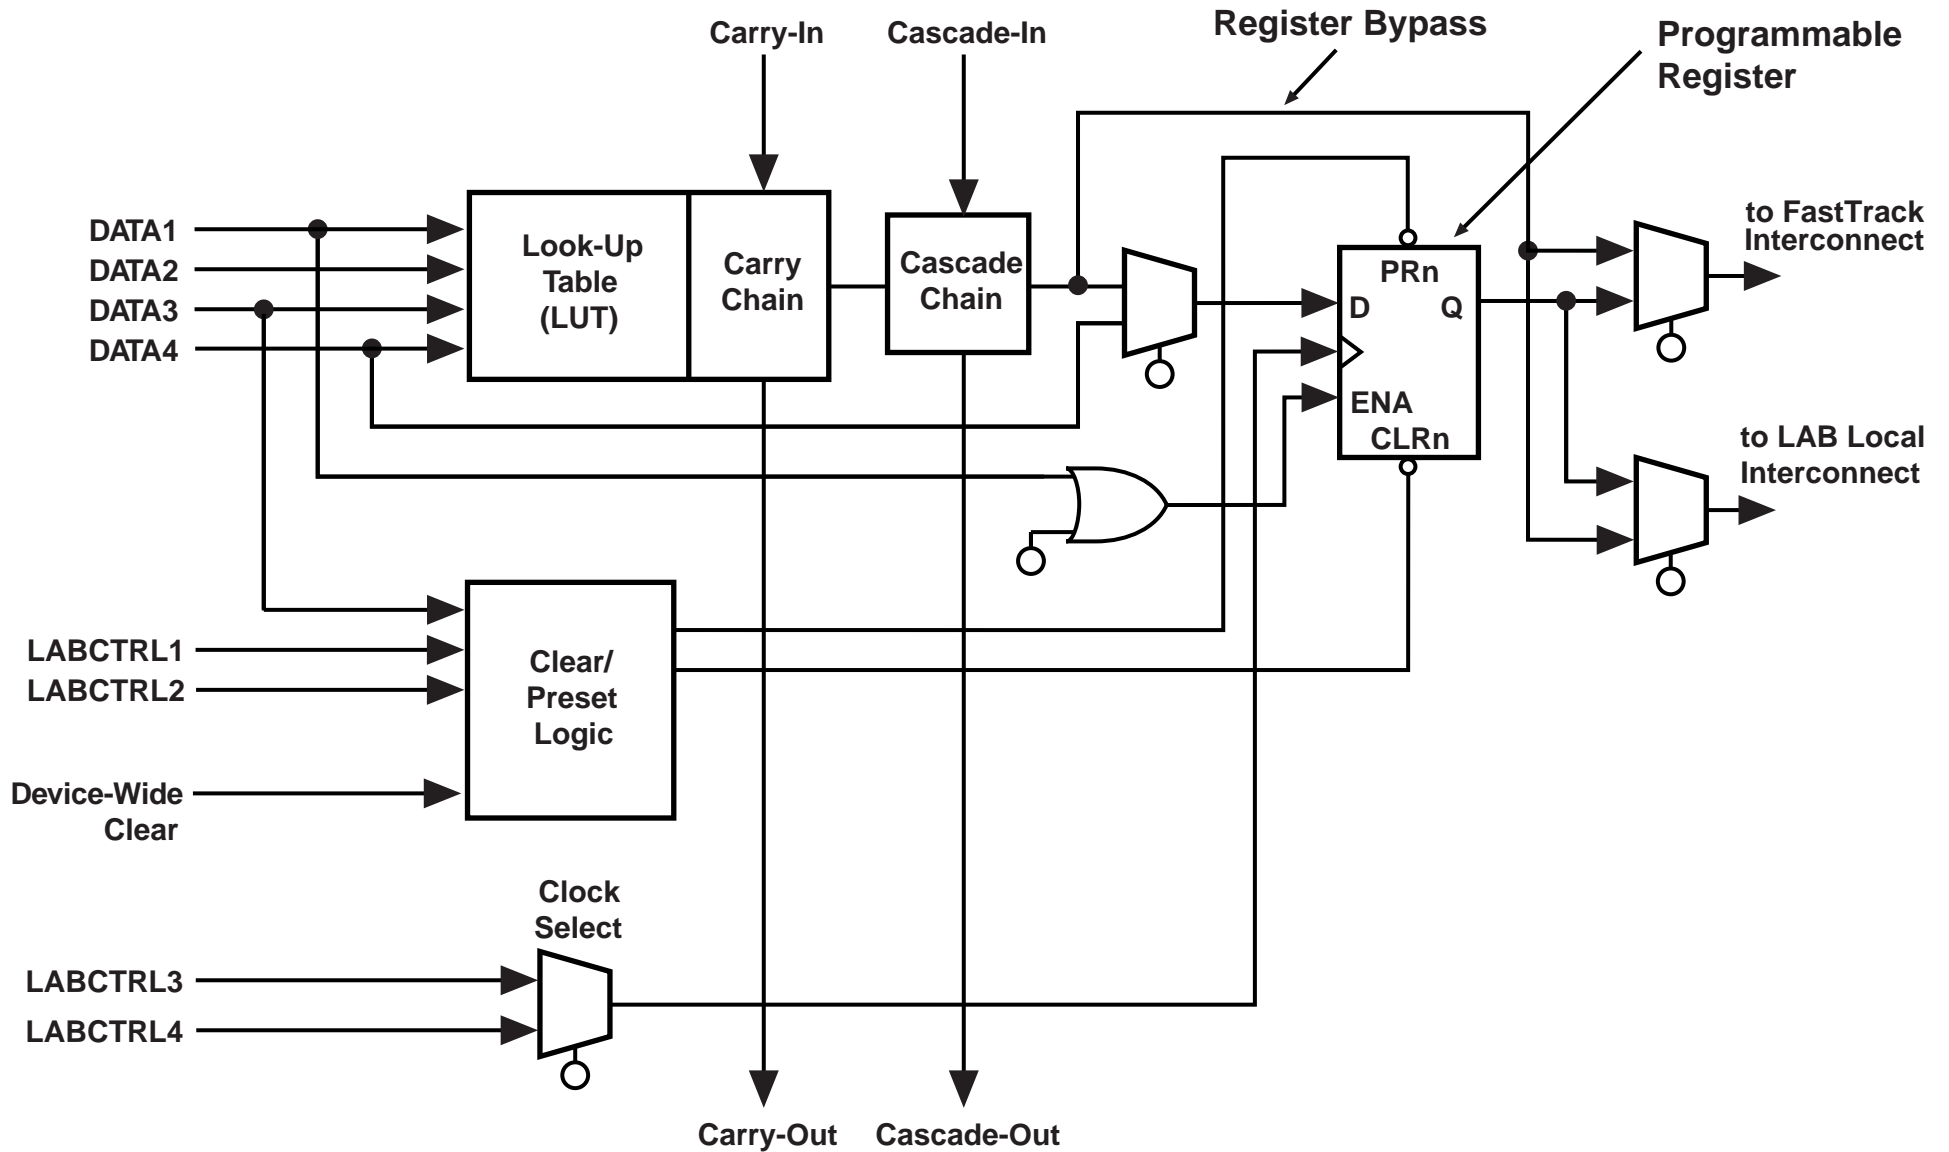 Carry-In
Cascade-In
Register Bypass
Programmable
Register
DATA1
DATA2
DATA3
DATA4
Look-Up
Table
(LUT)
Carry
Chain
Cascade
Chain
PRn
D
Q
ENA
CLRn
to FastTrack
Interconnect
to LAB Local
Interconnect
LABCTRL1
LABCTRL2
Device-Wide
Clear
Clear/
Preset
Logic
Clock
Select
LABCTRL3
LABCTRL4
Carry-Out
Cascade-Out